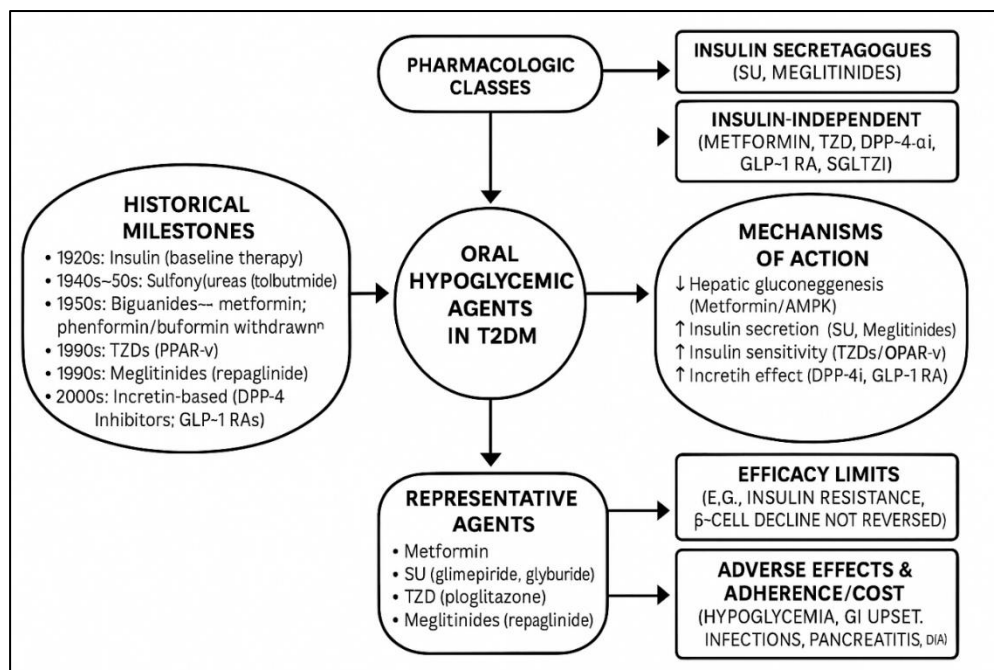 PHARMACOLOGIC
CLASSES
INSULIN SECRETAGOGUES
(SU, MEGLITINIDES)
INSULIN-INDEPENDENT
(METFORMIN, TZD, DPP~4-αi,
GLP~1 RA, SGLTZI)
HISTORICAL
MILESTONES
• 1920s: Insulin (baseline therapy)
• 1940s~50s: Sulfony(ureas (tolbutmide)
• 1950s: Biguanides~– metformin;
phenformin/buformin withdrawnⁿ
• 1990s: TZDs (PPAR-v)
• 1990s: Meglitinides (repaglinide)
• 2000s: Incretin-based (DPP-4
Inhibitors; GLP~1 RAs)
ORAL
HYPOGLYCEMIC
AGENTS
IN T2DM
MECHANISMS
OF ACTION
↓ Hepatic gluconeggenesis
(Metformin/AMPK)
↑ Insulin secretion (SU, Meglitinides)
↑ Insulin sensitivity (TZDs/OPAR-v)
↑ Incretih effect (DPP-4i, GLP-1 RA)
REPRESENTATIVE
AGENTS
• Metformin
• SU (glimepiride, glyburide)
• TZD (ploglitazone)
• Meglitinides (repaglinide)
EFFICACY LIMITS
(E,G., INSULIN RESISTANCE,
β~CELL DECLINE NOT REVERSED)
ADVERSE EFFECTS &
ADHERENCE/COST
(HYPOGLYCEMIA, GI UPSET.
INFECTIONS, PANCREATITIS, D(A)